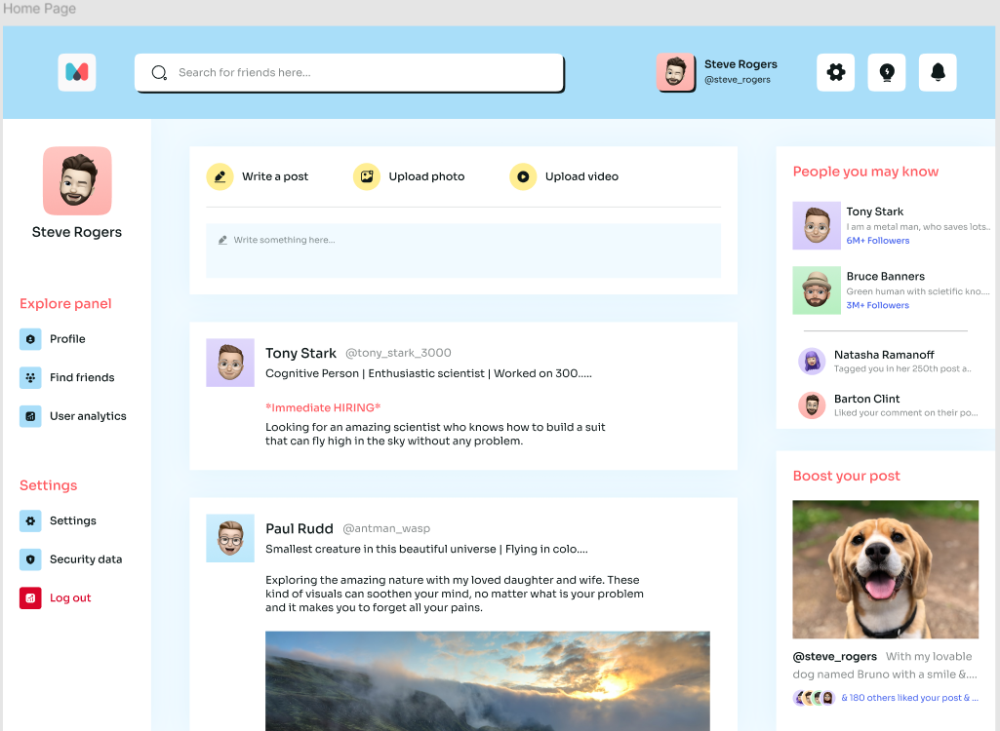 Home Page
Search for friends here...
Steve Rogers
@steve_rogers
Steve Rogers
Explore panel
Profile
Find friends
User analytics
Settings
Settings
Security data
Log out
Write a post
Upload photo
Upload video
Write something here...
Tony Stark @tony_stark_3000
Cognitive Person | Enthusiastic scientist | Worked on 300.....
*Immediate HIRING*
Looking for an amazing scientist who knows how to build a suit
that can fly high in the sky without any problem.
Paul Rudd @antman_wasp
Smallest creature in this beautiful universe | Flying in colo....
Exploring the amazing nature with my loved daughter and wife. These
kind of visuals can soothen your mind, no matter what is your problem
and it makes you to forget all your pains.
People you may know
Tony Stark
I am a metal man, who saves lots..
6M+ Followers
Bruce Banners
Green human with scietific kno....
3M+ Followers
Natasha Ramanoff
Tagged you in her 250th post a..
Barton Clint
Liked your comment on their po...
Boost your post
@steve_rogers With my lovable
dog named Bruno with a smile &....
& 180 others liked your post & ...